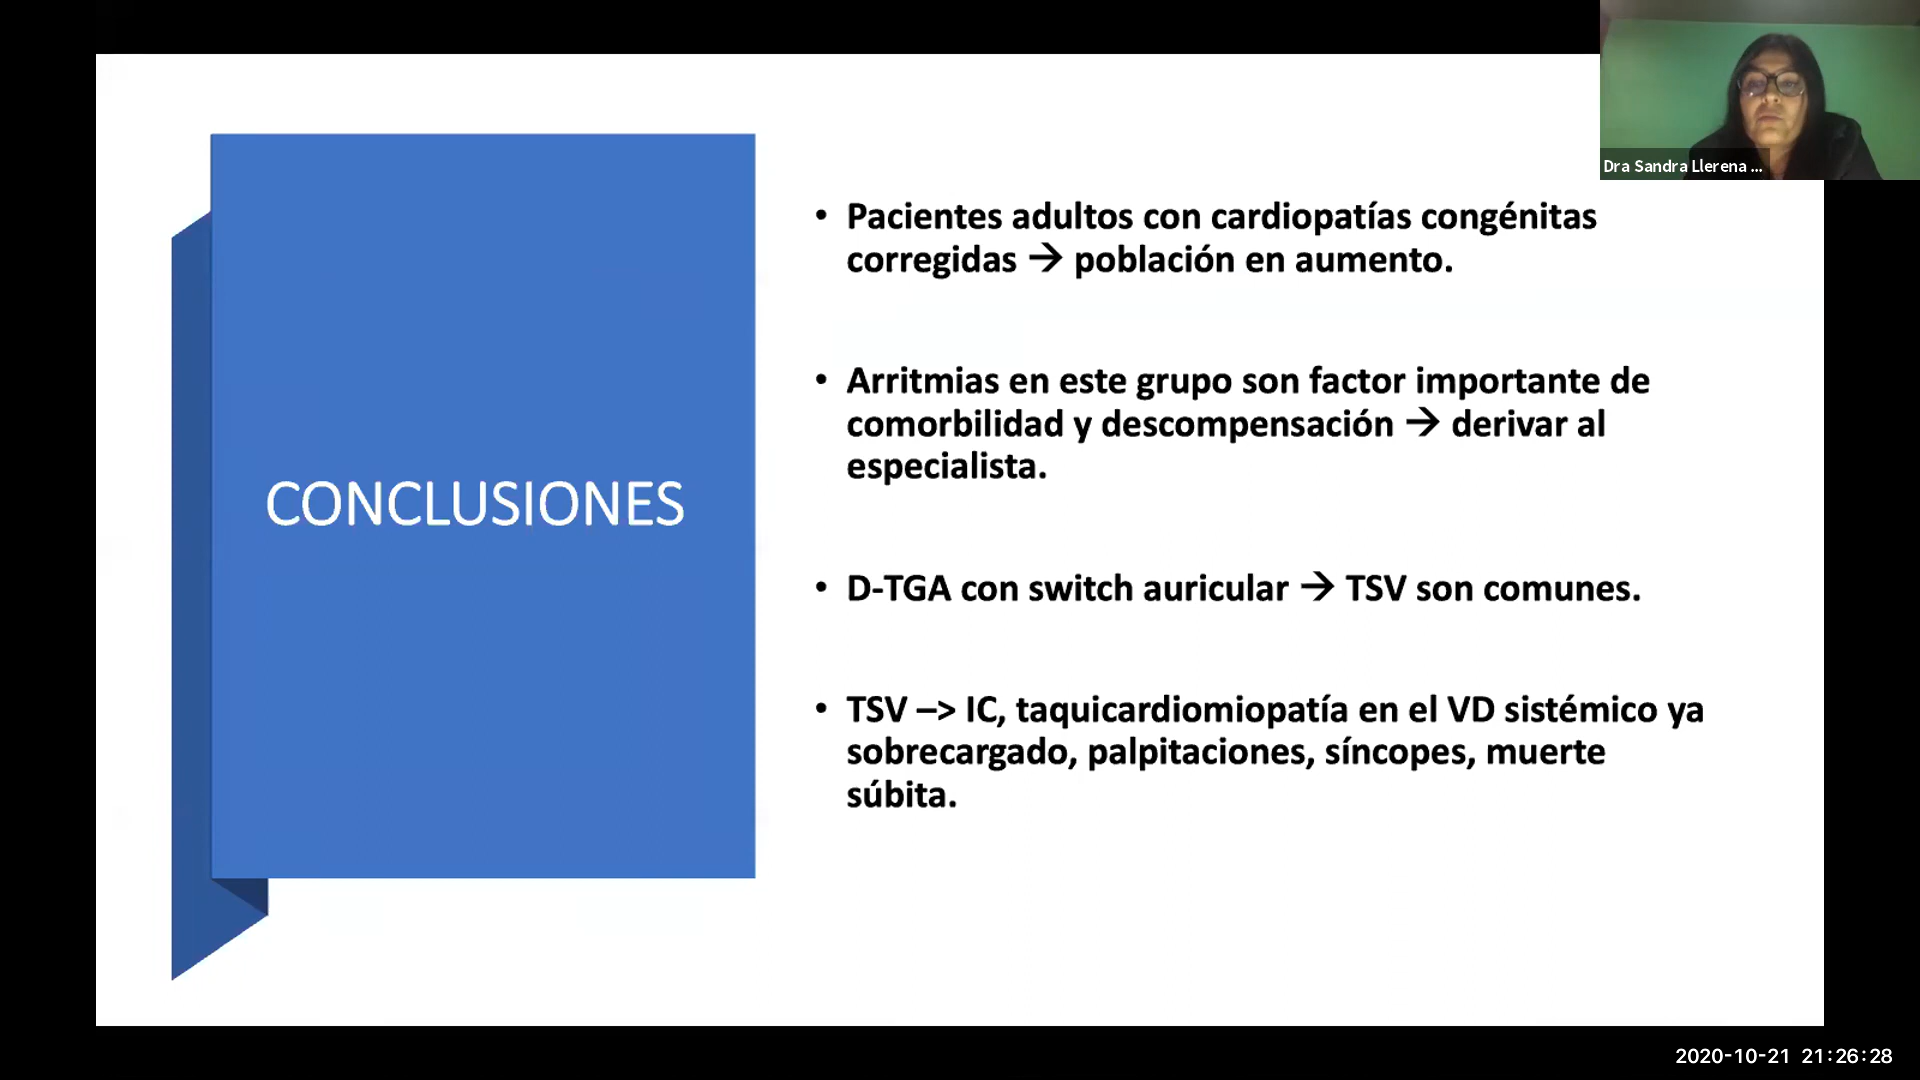 Dra Sandra Llerena ...
CONCLUSIONES
• Pacientes adultos con cardiopatías congénitas
corregidas → población en aumento.
• Arritmias en este grupo son factor importante de
comorbilidad y descompensación → derivar al
especialista.
• D-TGA con switch auricular → TSV son comunes.
• TSV –> IC, taquicardiomiopatía en el VD sistémico ya
sobrecargado, palpitaciones, síncopes, muerte
súbita.
2020-10-21 21:26:28